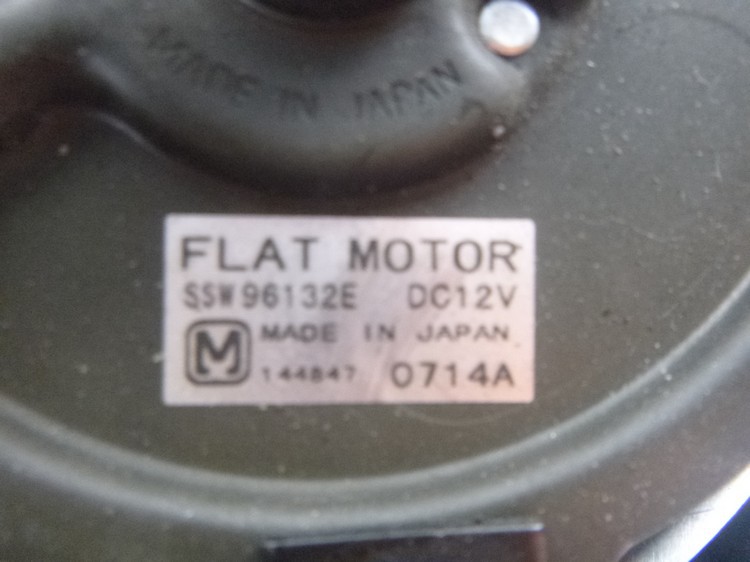 MADE IN JAPAN
FLAT MOTOR
SSW96132E DC12V
M MADE IN JAPAN
144847 0714A